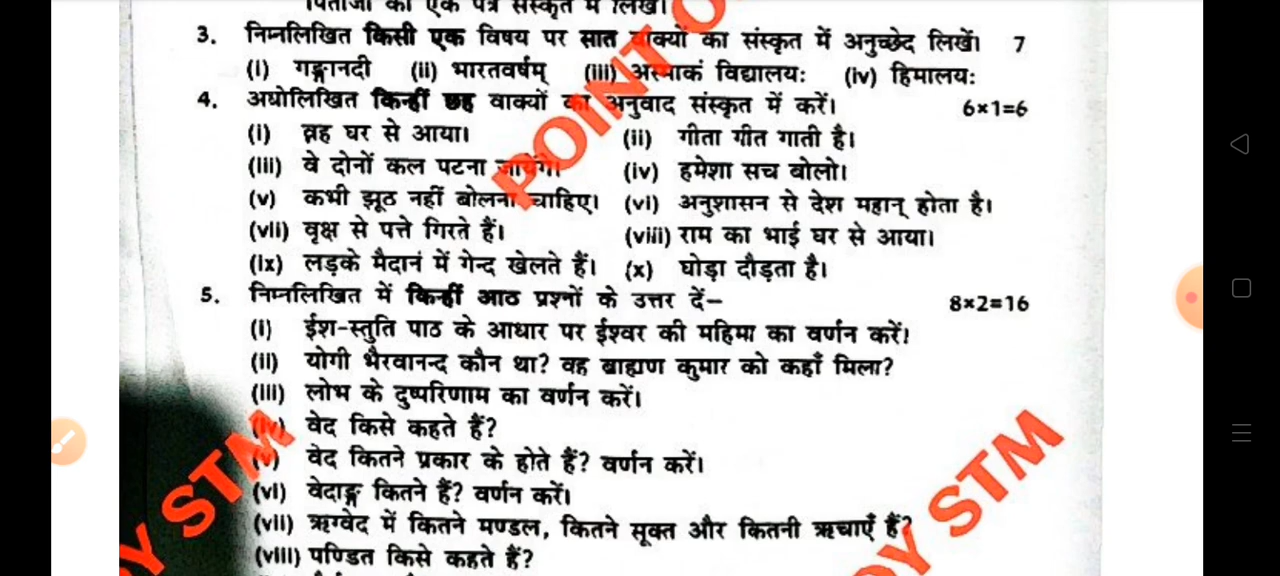 पिताजी को एक पत्र संस्कृत में लिखें।
3. निम्नलिखित किसी एक विषय पर सात वाक्यों का संस्कृत में अनुच्छेद लिखें। 7
(i) गङ्गानदी (ii) भारतवर्षम् (iii) अस्माकं विद्यालयः (iv) हिमालयः
4. अधोलिखित किन्हीं छह वाक्यों का अनुवाद संस्कृत में करें। 6×1=6
(i) वह घर से आया। (ii) गीता गीत गाती है।
(iii) वे दोनों कल पटना जायेंगे। (iv) हमेशा सच बोलो।
(v) कभी झूठ नहीं बोलना चाहिए। (vi) अनुशासन से देश महान् होता है।
(vii) वृक्ष से पत्ते गिरते हैं। (viii) राम का भाई घर से आया।
(ix) लड़के मैदान में गेन्द खेलते हैं। (x) घोड़ा दौड़ता है।
5. निम्नलिखित में किन्हीं आठ प्रश्नों के उत्तर दें– 8×2=16
(i) ईश-स्तुति पाठ के आधार पर ईश्वर की महिमा का वर्णन करें।
(ii) योगी भैरवानन्द कौन था? वह ब्राह्मण कुमार को कहाँ मिला?
(iii) लोभ के दुष्परिणाम का वर्णन करें।
(iv) वेद किसे कहते हैं?
(v) वेद कितने प्रकार के होते हैं? वर्णन करें।
(vi) वेदाङ्ग कितने हैं? वर्णन करें।
(vii) ऋग्वेद में कितने मण्डल, कितने सूक्त और कितनी ऋचाएँ हैं?
(viii) पण्डित किसे कहते हैं?
POINT O
OY STM
OY STM